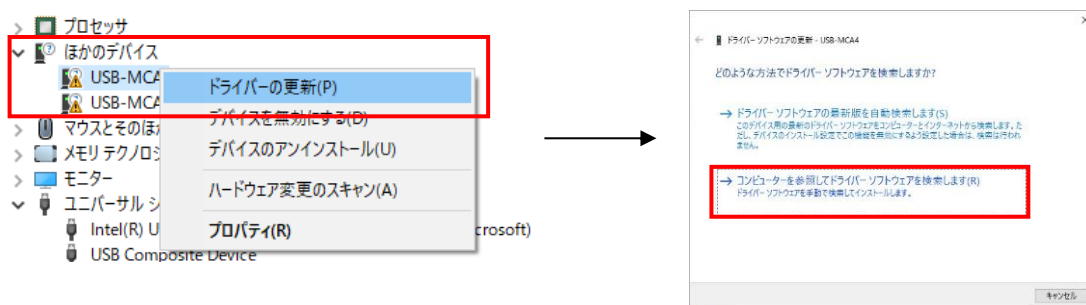 プロセッサ
ほかのデバイス
USB-MCA
USB-MCA
マウスとそのほか
メモリ テクノロジ
モニター
ユニバーサル シ
Intel(R) U
crosoft)
USB Composite Device
ドライバーの更新(P)
デバイスを無効にする(D)
デバイスのアンインストール(U)
ハードウェア変更のスキャン(A)
プロパティ(R)
ドライバー ソフトウェアの更新 - USB-MCA4
どのような方法でドライバー ソフトウェアを検索しますか?
→ ドライバー ソフトウェアの最新版を自動検索します(S)
このデバイス用の最新のドライバー ソフトウェアをコンピューターとインターネットから検索します。た
だし、デバイスのインストール設定でこの機能を無効にするよう設定した場合は、検索は行われ
ません。
→ コンピューターを参照してドライバー ソフトウェアを検索します(R)
ドライバー ソフトウェアを手動で検索してインストールします。
キャンセル